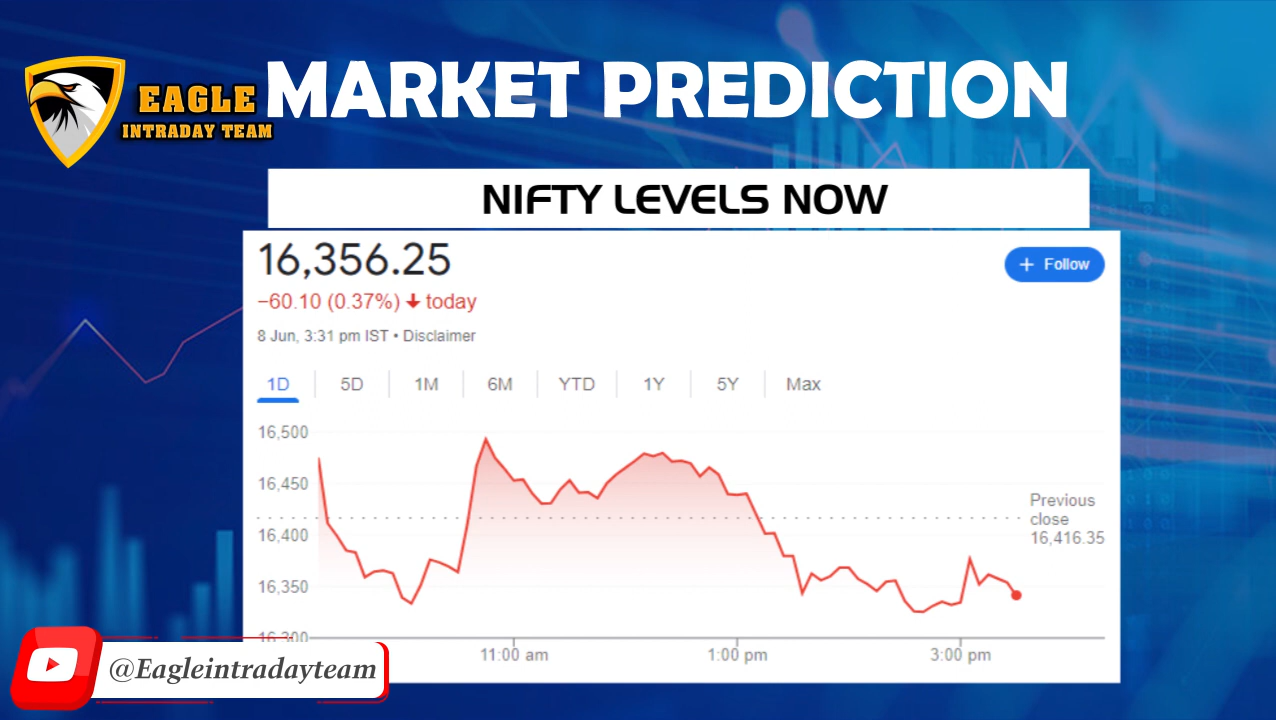 EAGLE
INTRADAY TEAM
MARKET PREDICTION
NIFTY LEVELS NOW
16,356.25
+ Follow
−60.10 (0.37%) ↓ today
8 Jun, 3:31 pm IST • Disclaimer
1D 5D 1M 6M YTD 1Y 5Y Max
16,500
16,450
Previous
close
16,416.35
16,400
16,350
16,300
11:00 am 1:00 pm 3:00 pm
@Eagleintradayteam